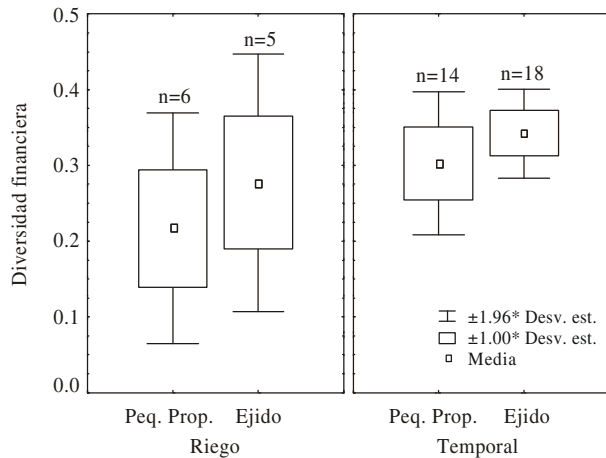 Diversidad financiera
0.5
0.4
0.3
0.2
0.1
0.0
n=6
n=5
n=14
n=18
±1.96* Desv. est.
±1.00* Desv. est.
Media
Peq. Prop. Ejido
Riego
Peq. Prop. Ejido
Temporal